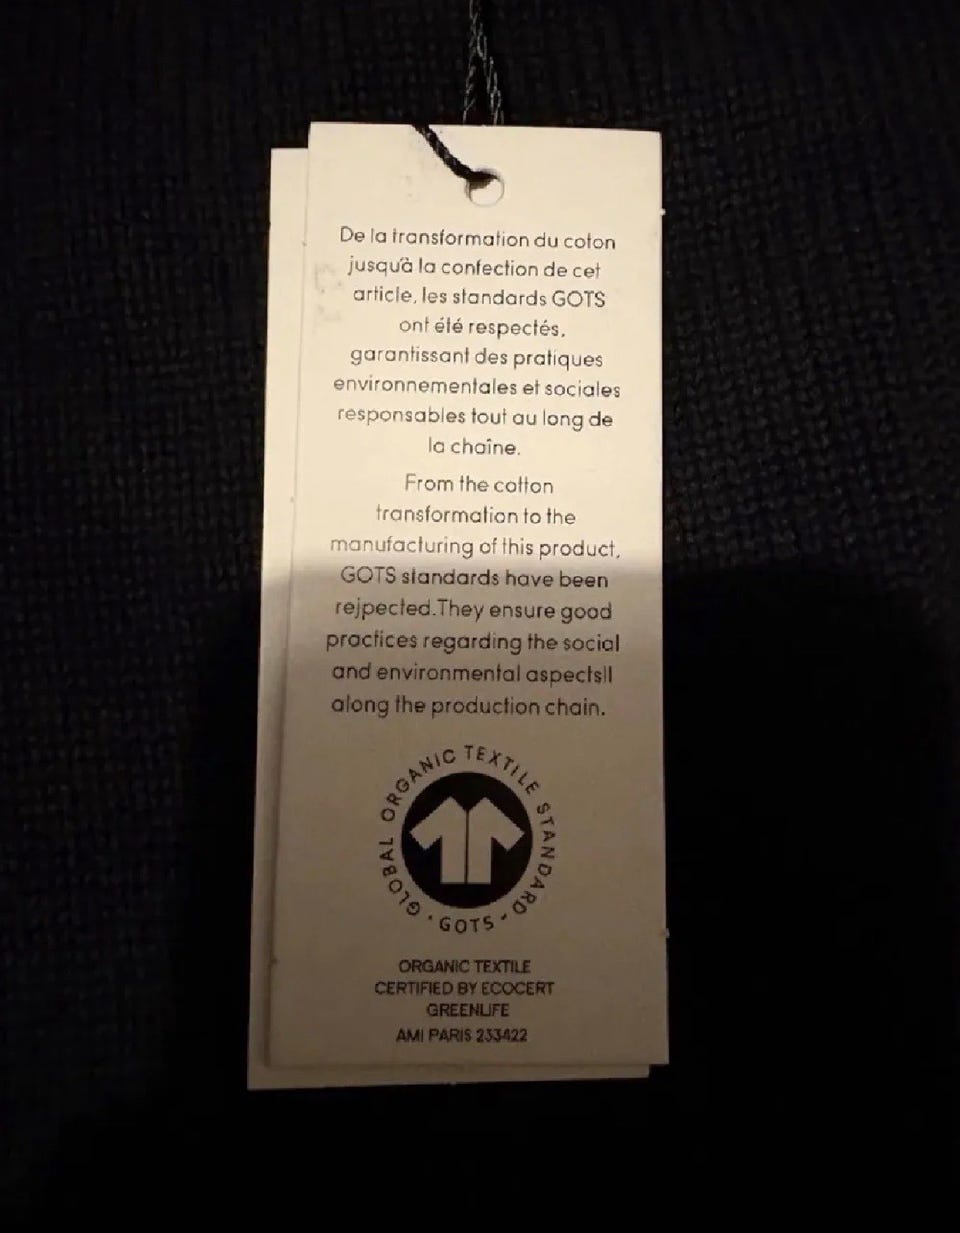 De la transformation du coton
jusqu'à la confection de cet
article, les standards GOTS
ont été respectés,
garantissant des pratiques
environnementales et sociales
responsables tout au long de
la chaîne.
From the cotton
transformation to the
manufacturing of this product,
GOTS standards have been
rejpected.They ensure good
practices regarding the social
and environmental aspectsll
along the production chain.
GLOBAL ORGANIC TEXTILE STANDARD
· GOTS ·
ORGANIC TEXTILE
CERTIFIED BY ECOCERT
GREENLIFE
AMI PARIS 233422